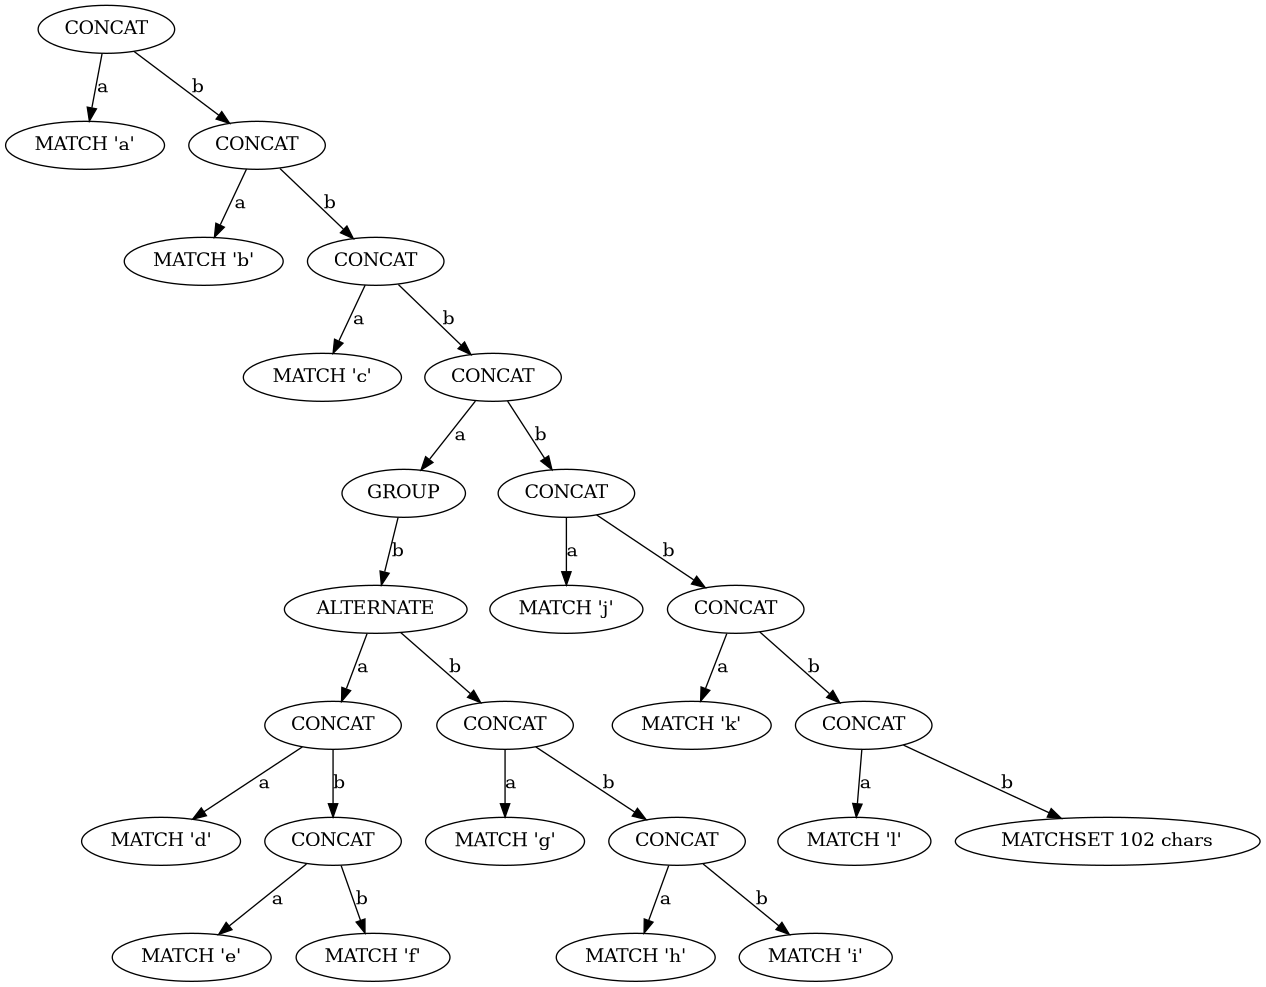 CONCAT
a b
MATCH 'a' CONCAT
a b
MATCH 'b' CONCAT
a b
MATCH 'c' CONCAT
a b
GROUP CONCAT
b a b
ALTERNATE MATCH 'j' CONCAT
a b a b
CONCAT CONCAT MATCH 'k' CONCAT
a b a b a b
MATCH 'd' CONCAT MATCH 'g' CONCAT MATCH 'l' MATCHSET 102 chars
a b a b
MATCH 'e' MATCH 'f' MATCH 'h' MATCH 'i'